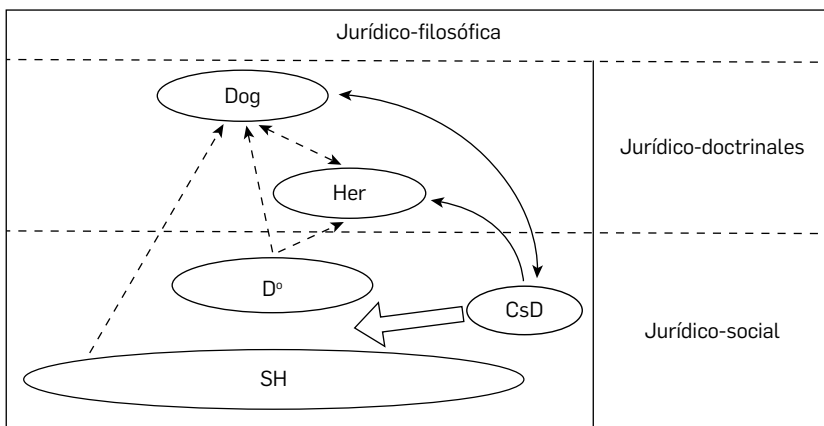 Jurídico-filosófica
Dog
Jurídico-doctrinales
Her
Dº
CsD
Jurídico-social
SH